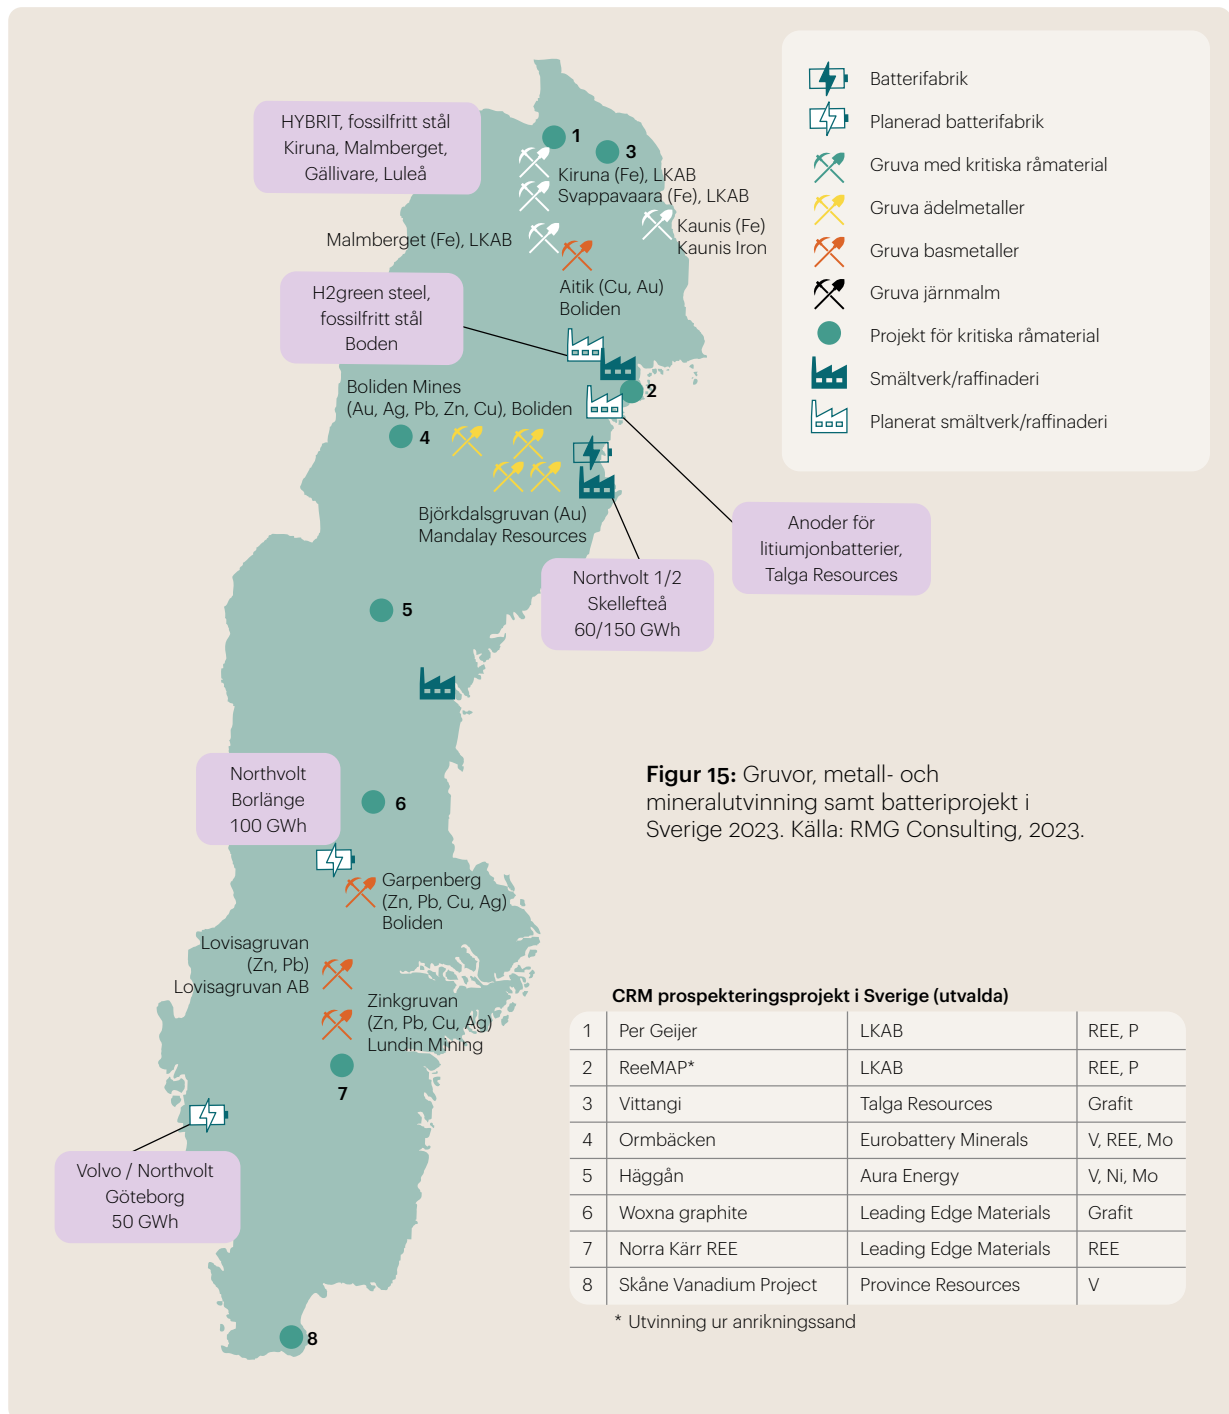 HYBRIT, fossilfritt stål
Kiruna, Malmberget,
Gällivare, Luleå
1
3
Kiruna (Fe), LKAB
Svappavaara (Fe), LKAB
Kaunis (Fe)
Kaunis Iron
Malmberget (Fe), LKAB
Aitik (Cu, Au)
Boliden
H2green steel,
fossilfritt stål
Boden
2
Boliden Mines
(Au, Ag, Pb, Zn, Cu), Boliden
4
Björkdalsgruvan (Au)
Mandalay Resources
Anoder för
litiumjonbatterier,
Talga Resources
Northvolt 1/2
Skellefteå
60/150 GWh
5
Northvolt
Borlänge
100 GWh
6
Garpenberg
(Zn, Pb, Cu, Ag)
Boliden
Lovisagruvan
(Zn, Pb)
Lovisagruvan AB
Zinkgruvan
(Zn, Pb, Cu, Ag)
Lundin Mining
7
Volvo / Northvolt
Göteborg
50 GWh
8
Batterifabrik
Planerad batterifabrik
Gruva med kritiska råmaterial
Gruva ädelmetaller
Gruva basmetaller
Gruva järnmalm
Projekt för kritiska råmaterial
Smältverk/raffinaderi
Planerat smältverk/raffinaderi
Figur 15: Gruvor, metall- och
mineralutvinning samt batteriprojekt i
Sverige 2023. Källa: RMG Consulting, 2023.
CRM prospekteringsprojekt i Sverige (utvalda)
1 Per Geijer LKAB REE, P
2 ReeMAP* LKAB REE, P
3 Vittangi Talga Resources Grafit
4 Ormbäcken Eurobattery Minerals V, REE, Mo
5 Häggån Aura Energy V, Ni, Mo
6 Woxna graphite Leading Edge Materials Grafit
7 Norra Kärr REE Leading Edge Materials REE
8 Skåne Vanadium Project Province Resources V
* Utvinning ur anrikningssand